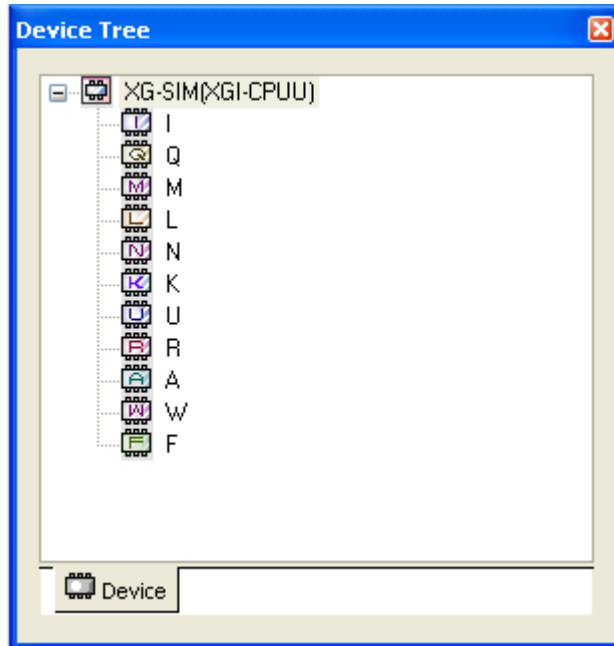 Device Tree
XG-SIM(XGI-CPUU)
I I
Q Q
M M
L L
N N
K K
U U
R R
A A
W W
F F
Device